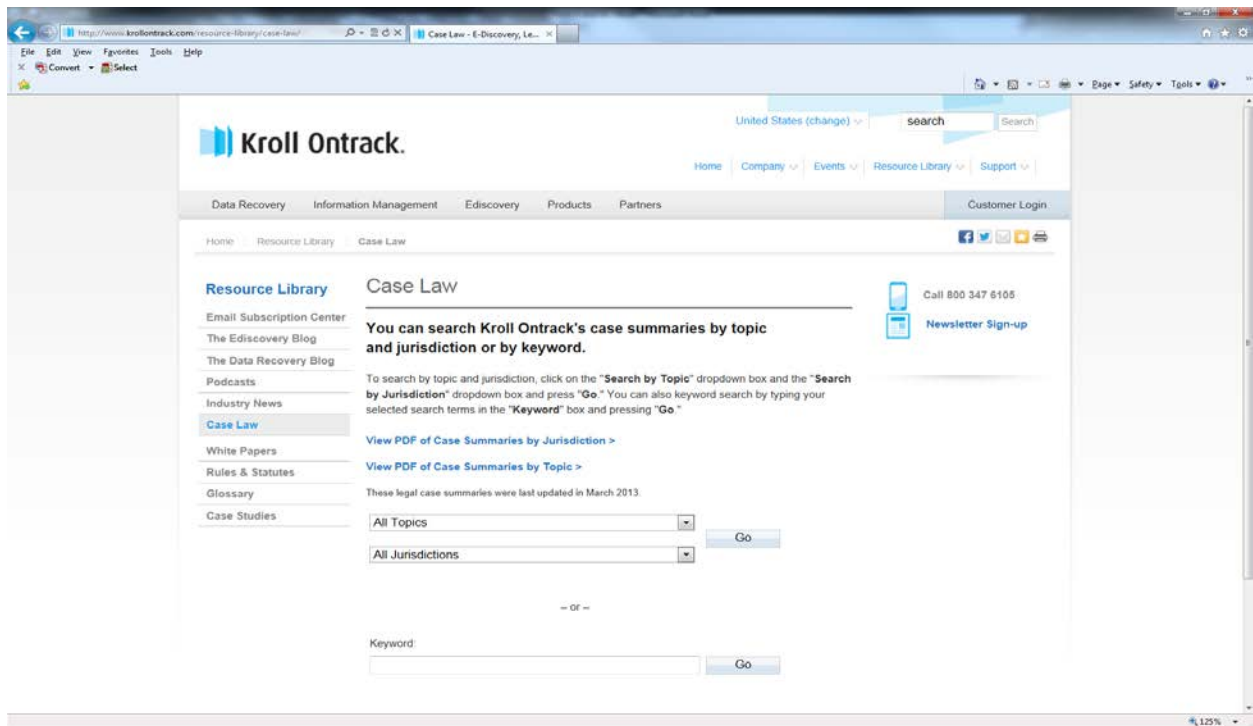 http://www.krollontrack.com/resource-library/case-law/
Case Law - E-Discovery, Le...
File Edit View Favorites Tools Help
Convert Select
Page Safety Tools
Kroll Ontrack.
United States (change) search Search
Home Company Events Resource Library Support
Data Recovery Information Management Ediscovery Products Partners Customer Login
Home Resource Library Case Law
Resource Library
Email Subscription Center
The Ediscovery Blog
The Data Recovery Blog
Podcasts
Industry News
Case Law
White Papers
Rules & Statutes
Glossary
Case Studies
Case Law
You can search Kroll Ontrack's case summaries by topic
and jurisdiction or by keyword.
To search by topic and jurisdiction, click on the "Search by Topic" dropdown box and the "Search
by Jurisdiction" dropdown box and press "Go." You can also keyword search by typing your
selected search terms in the "Keyword" box and pressing "Go."
View PDF of Case Summaries by Jurisdiction >
View PDF of Case Summaries by Topic >
These legal case summaries were last updated in March 2013.
All Topics
Go
All Jurisdictions
-- or --
Keyword:
Go
Call 800 347 6105
Newsletter Sign-up
125%